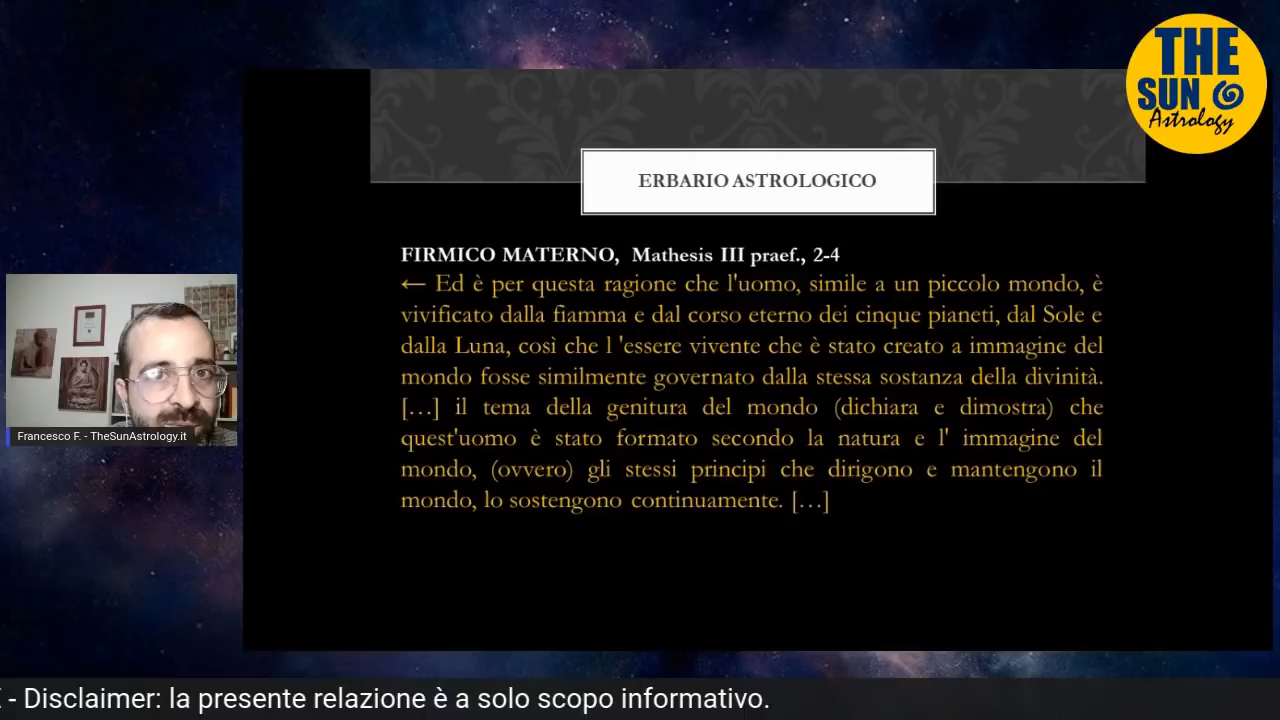 THE
SUN
Astrology
ERBARIO ASTROLOGICO
FIRMICO MATERNO, Mathesis III praef., 2-4
← Ed è per questa ragione che l'uomo, simile a un piccolo mondo, è
vivificato dalla fiamma e dal corso eterno dei cinque pianeti, dal Sole e
dalla Luna, così che l 'essere vivente che è stato creato a immagine del
mondo fosse similmente governato dalla stessa sostanza della divinità.
[…] il tema della genitura del mondo (dichiara e dimostra) che
quest'uomo è stato formato secondo la natura e l' immagine del
mondo, (ovvero) gli stessi principi che dirigono e mantengono il
mondo, lo sostengono continuamente. […]
Francesco F. - TheSunAstrology.it
- Disclaimer: la presente relazione è a solo scopo informativo.